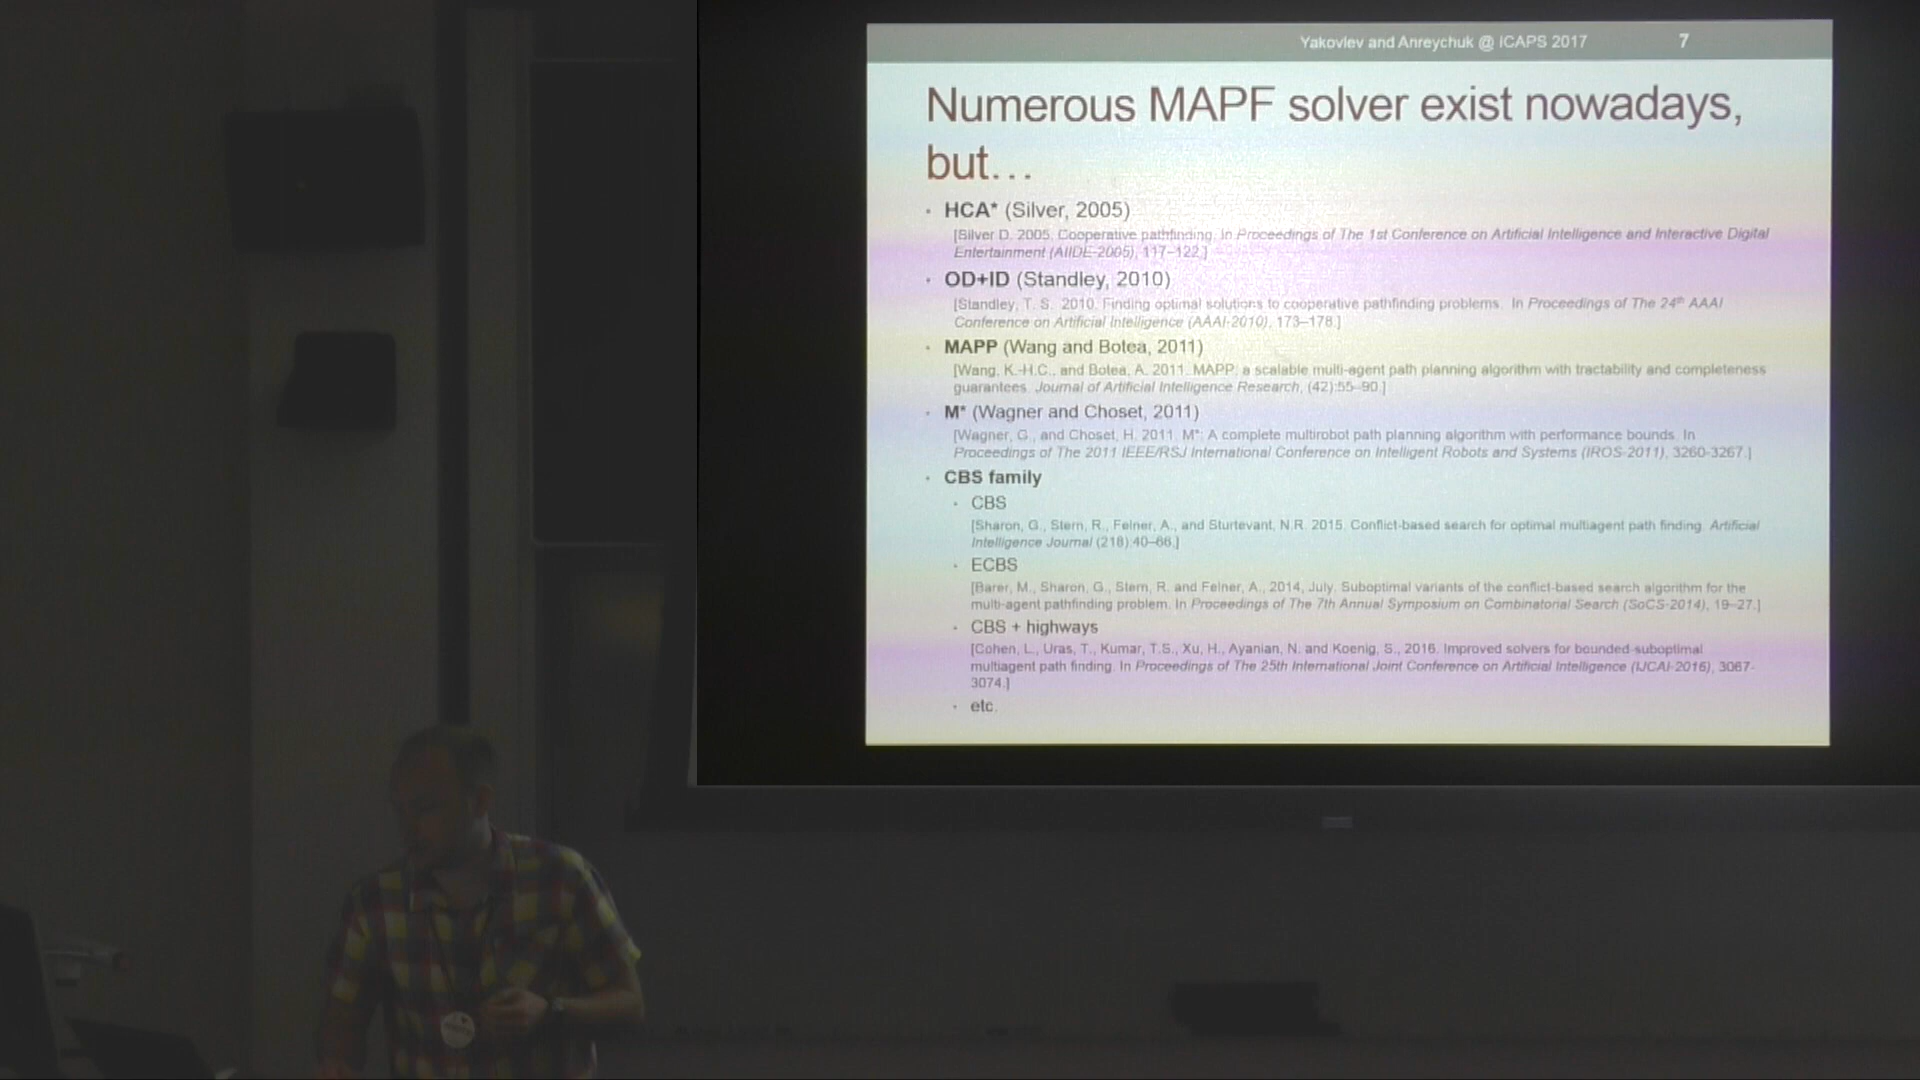 Yakovlev and Anreychuk @ ICAPS 2017 7
Numerous MAPF solver exist nowadays,
but…
• HCA* (Silver, 2005)
[Silver D. 2005. Cooperative pathfinding. In Proceedings of The 1st Conference on Artificial Intelligence and Interactive Digital
Entertainment (AIIDE-2005), 117–122.]
• OD+ID (Standley, 2010)
[Standley, T. S. 2010. Finding optimal solutions to cooperative pathfinding problems. In Proceedings of The 24th AAAI
Conference on Artificial Intelligence (AAAI-2010), 173–178.]
• MAPP (Wang and Botea, 2011)
[Wang, K.-H.C., and Botea, A. 2011. MAPP: a scalable multi-agent path planning algorithm with tractability and completeness
guarantees. Journal of Artificial Intelligence Research, (42):55–90.]
• M* (Wagner and Choset, 2011)
[Wagner, G., and Choset, H. 2011. M*: A complete multirobot path planning algorithm with performance bounds. In
Proceedings of The 2011 IEEE/RSJ International Conference on Intelligent Robots and Systems (IROS-2011), 3260-3267.]
• CBS family
• CBS
[Sharon, G., Stern, R., Felner, A., and Sturtevant, N.R. 2015. Conflict-based search for optimal multiagent path finding. Artificial
Intelligence Journal (218):40–66.]
• ECBS
[Barer, M., Sharon, G., Stern, R. and Felner, A., 2014, July. Suboptimal variants of the conflict-based search algorithm for the
multi-agent pathfinding problem. In Proceedings of The 7th Annual Symposium on Combinatorial Search (SoCS-2014), 19–27.]
• CBS + highways
[Cohen, L., Uras, T., Kumar, T.S., Xu, H., Ayanian, N. and Koenig, S., 2016. Improved solvers for bounded-suboptimal
multiagent path finding. In Proceedings of The 25th International Joint Conference on Artificial Intelligence (IJCAI-2016), 3067-
3074.]
• etc.